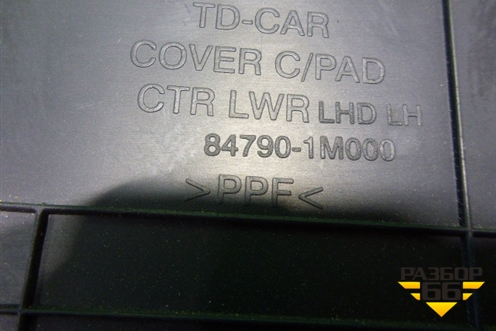 TD-CAR
COVER C/PAD
CTR LWR LHD LH
84790-1M000
>PPF<
РАЗБОР
66